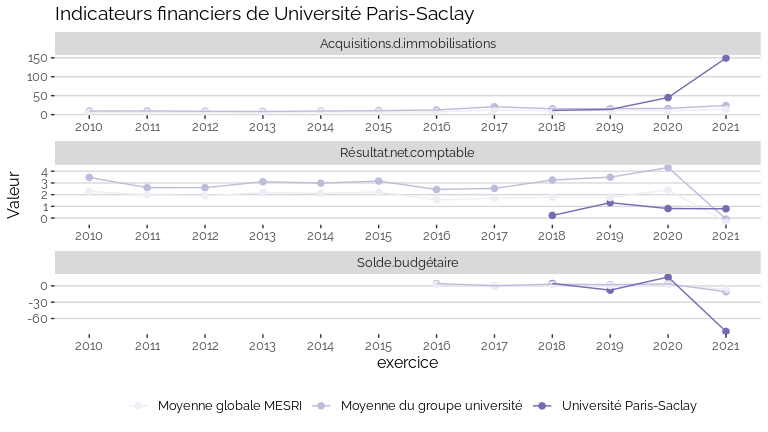 Indicateurs financiers de Université Paris-Saclay
Valeur
Acquisitions.d.immobilisations
150
100
50
0
2010 2011 2012 2013 2014 2015 2016 2017 2018 2019 2020 2021
Résultat.net.comptable
4
3
2
1
0
2010 2011 2012 2013 2014 2015 2016 2017 2018 2019 2020 2021
Solde.budgétaire
0
-30
-60
2010 2011 2012 2013 2014 2015 2016 2017 2018 2019 2020 2021
exercice
Moyenne globale MESRI Moyenne du groupe université Université Paris-Saclay